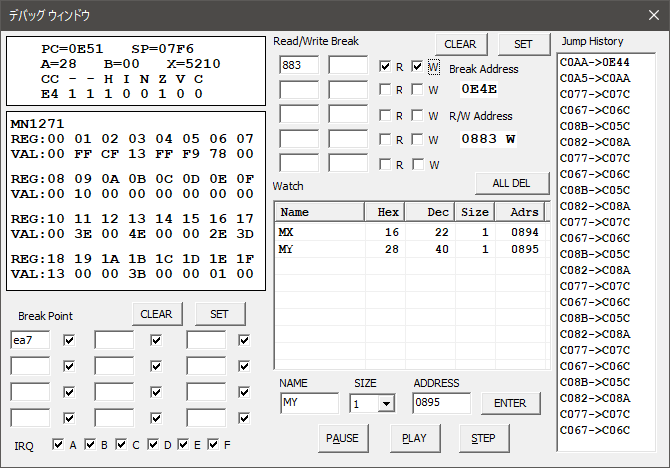 デバッグ ウィンドウ
PC=0E51 SP=07F6
A=28 B=00 X=5210
CC - - H I N Z V C
E4 1 1 1 0 0 1 0 0
MN1271
REG:00 01 02 03 04 05 06 07
VAL:00 FF CF 13 FF F9 78 00
REG:08 09 0A 0B 0C 0D 0E 0F
VAL:00 10 00 00 00 00 00 00
REG:10 11 12 13 14 15 16 17
VAL:00 3E 00 4E 00 00 2E 3D
REG:18 19 1A 1B 1C 1D 1E 1F
VAL:13 00 00 3B 00 00 01 00
Break Point
CLEAR
SET
ea7
IRQ
A
B
C
D
E
F
Read/Write Break
CLEAR
SET
883
R W
R W
R W
R W
R W
Break Address
0E4E
R/W Address
0883 W
ALL DEL
Watch
Name Hex Dec Size Adrs
MX 16 22 1 0894
MY 28 40 1 0895
NAME SIZE ADDRESS
MY 1 0895 ENTER
PAUSE PLAY STEP
Jump History
C0AA->0E44
C0A5->C0AA
C077->C07C
C067->C06C
C08B->C05C
C082->C08A
C077->C07C
C067->C06C
C08B->C05C
C082->C08A
C077->C07C
C067->C06C
C08B->C05C
C082->C08A
C077->C07C
C067->C06C
C08B->C05C
C082->C08A
C077->C07C
C067->C06C
C08B->C05C
C082->C08A
C077->C07C
C067->C06C